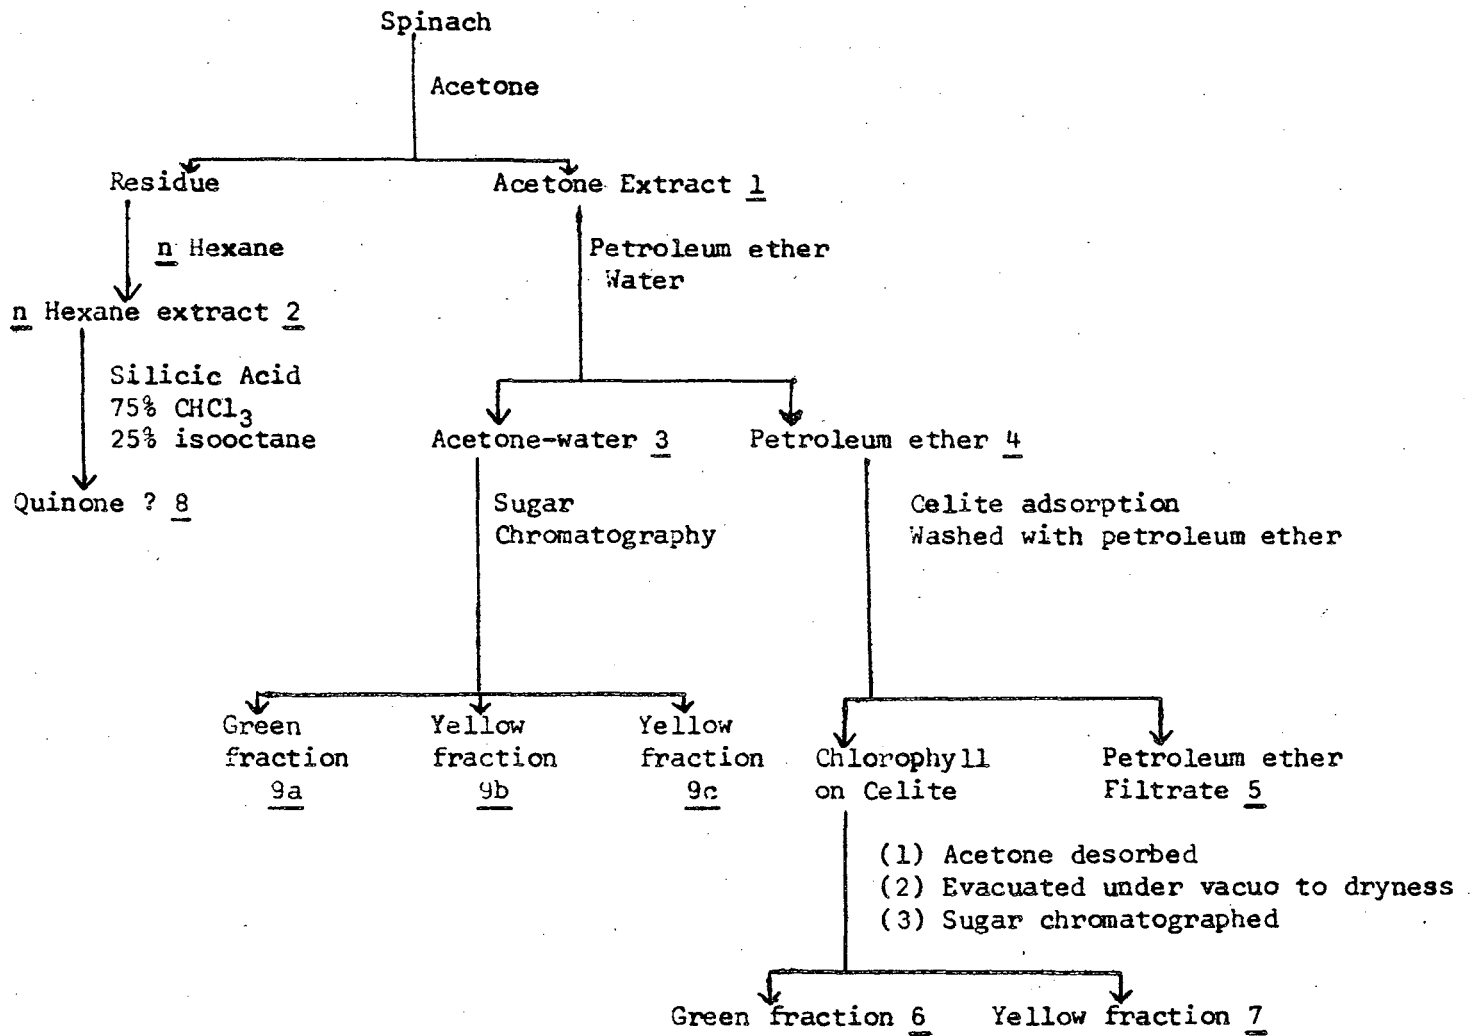 Spinach
Acetone
Residue
Acetone Extract 1
n Hexane
Petroleum ether
Water
n Hexane extract 2
Silicic Acid
75% CHCl3
25% isooctane
Acetone-water 3
Petroleum ether 4
Quinone ? 8
Sugar
Chromatography
Celite adsorption
Washed with petroleum ether
Green
fraction
9a
Yellow
fraction
9b
Yellow
fraction
9c
Chlorophyll
on Celite
Petroleum ether
Filtrate 5
(1) Acetone desorbed
(2) Evacuated under vacuo to dryness
(3) Sugar chromatographed
Green fraction 6
Yellow fraction 7